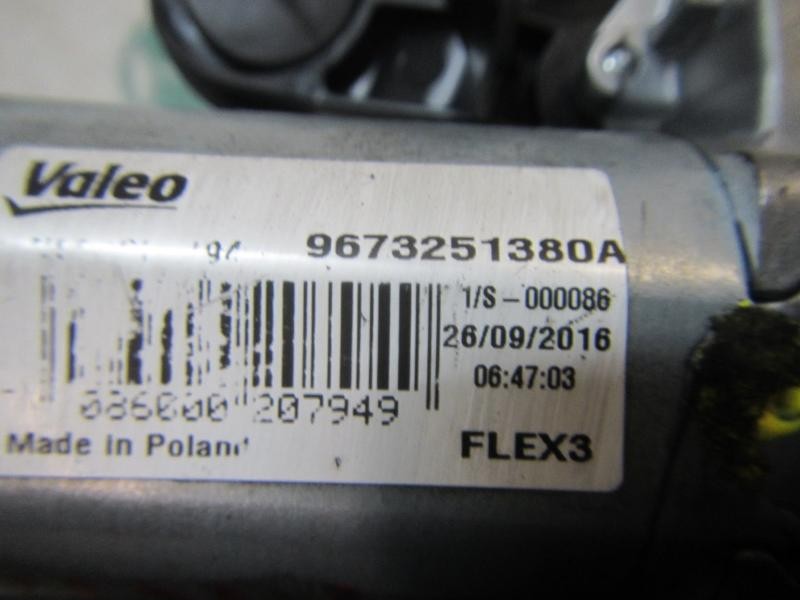 Valeo
9673251380A
1/S-000086
26/09/2016
06:47:03
086000 207949
Made in Poland
FLEX3